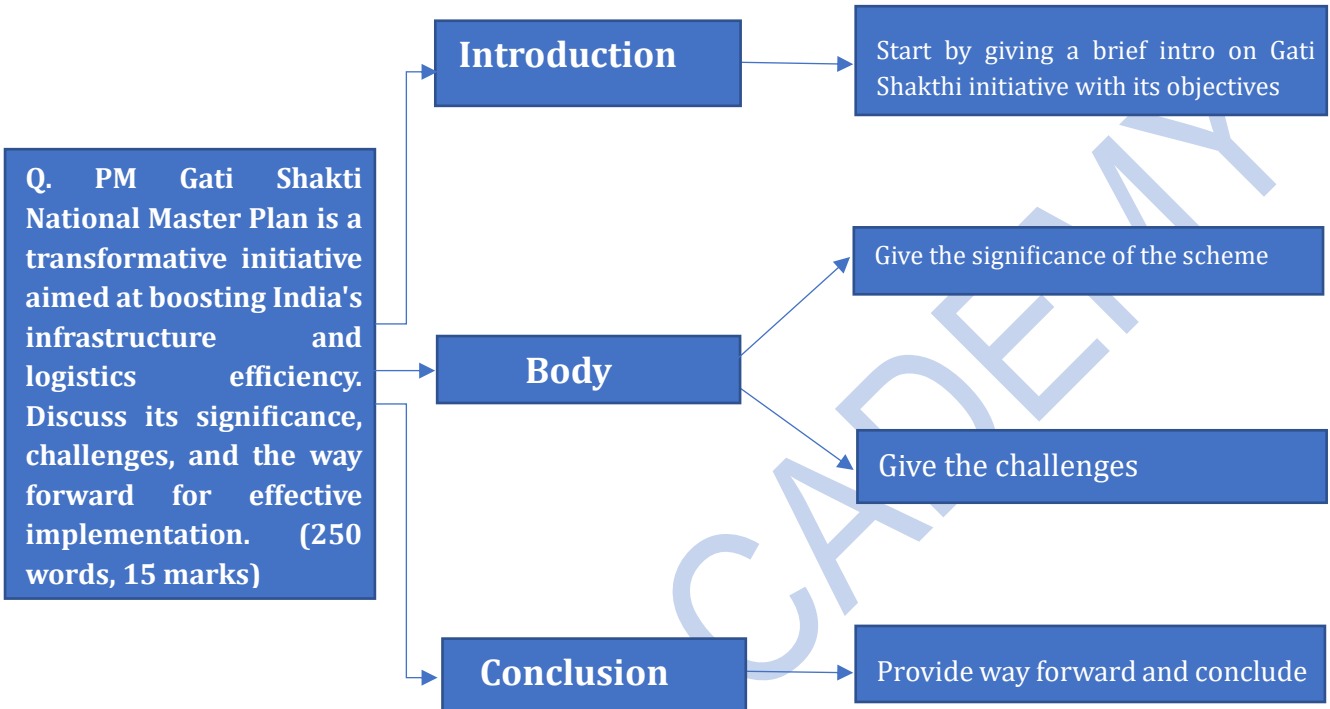 Q. PM Gati Shakti
National Master Plan is a
transformative initiative
aimed at boosting India's
infrastructure and
logistics efficiency.
Discuss its significance,
challenges, and the way
forward for effective
implementation. (250
words, 15 marks)
Introduction
Start by giving a brief intro on Gati
Shakthi initiative with its objectives
Body
Give the significance of the scheme
Give the challenges
Conclusion
Provide way forward and conclude
CADEMY